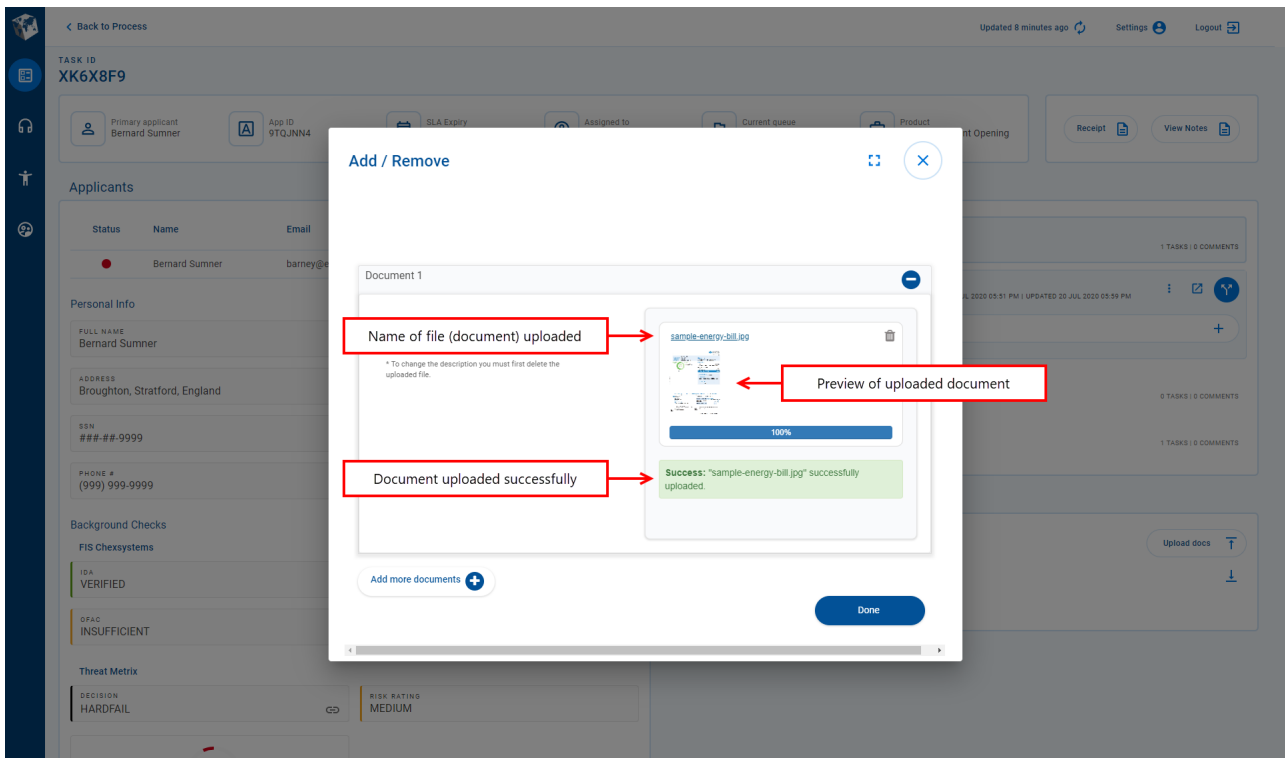 Back to Process
Updated 8 minutes ago
Settings
Logout
TASK ID
XK6X8F9
Primary applicant
Bernard Sumner
App ID
9TQJNN4
SLA Expiry
Assigned to
Current queue
Product
nt Opening
Receipt
View Notes
Add / Remove
Applicants
Status Name Email
Bernard Sumner barney@e
1 TASKS | 0 COMMENTS
Document 1
JUL 2020 05:51 PM | UPDATED 20 JUL 2020 05:59 PM
Personal Info
FULL NAME
Bernard Sumner
Name of file (document) uploaded
sample-energy-bill.jpg
* To change the description you must first delete the
uploaded file.
Preview of uploaded document
ADDRESS
Broughton, Stratford, England
0 TASKS | 0 COMMENTS
SSN
###-##-9999
100%
1 TASKS | 0 COMMENTS
PHONE #
(999) 999-9999
Document uploaded successfully
Success: "sample-energy-bill.jpg" successfully
uploaded.
Background Checks
FIS Chexsystems
Upload docs
IDA
VERIFIED
Add more documents
Done
OFAC
INSUFFICIENT
Threat Metrix
DECISION
HARDFAIL
RISK RATING
MEDIUM